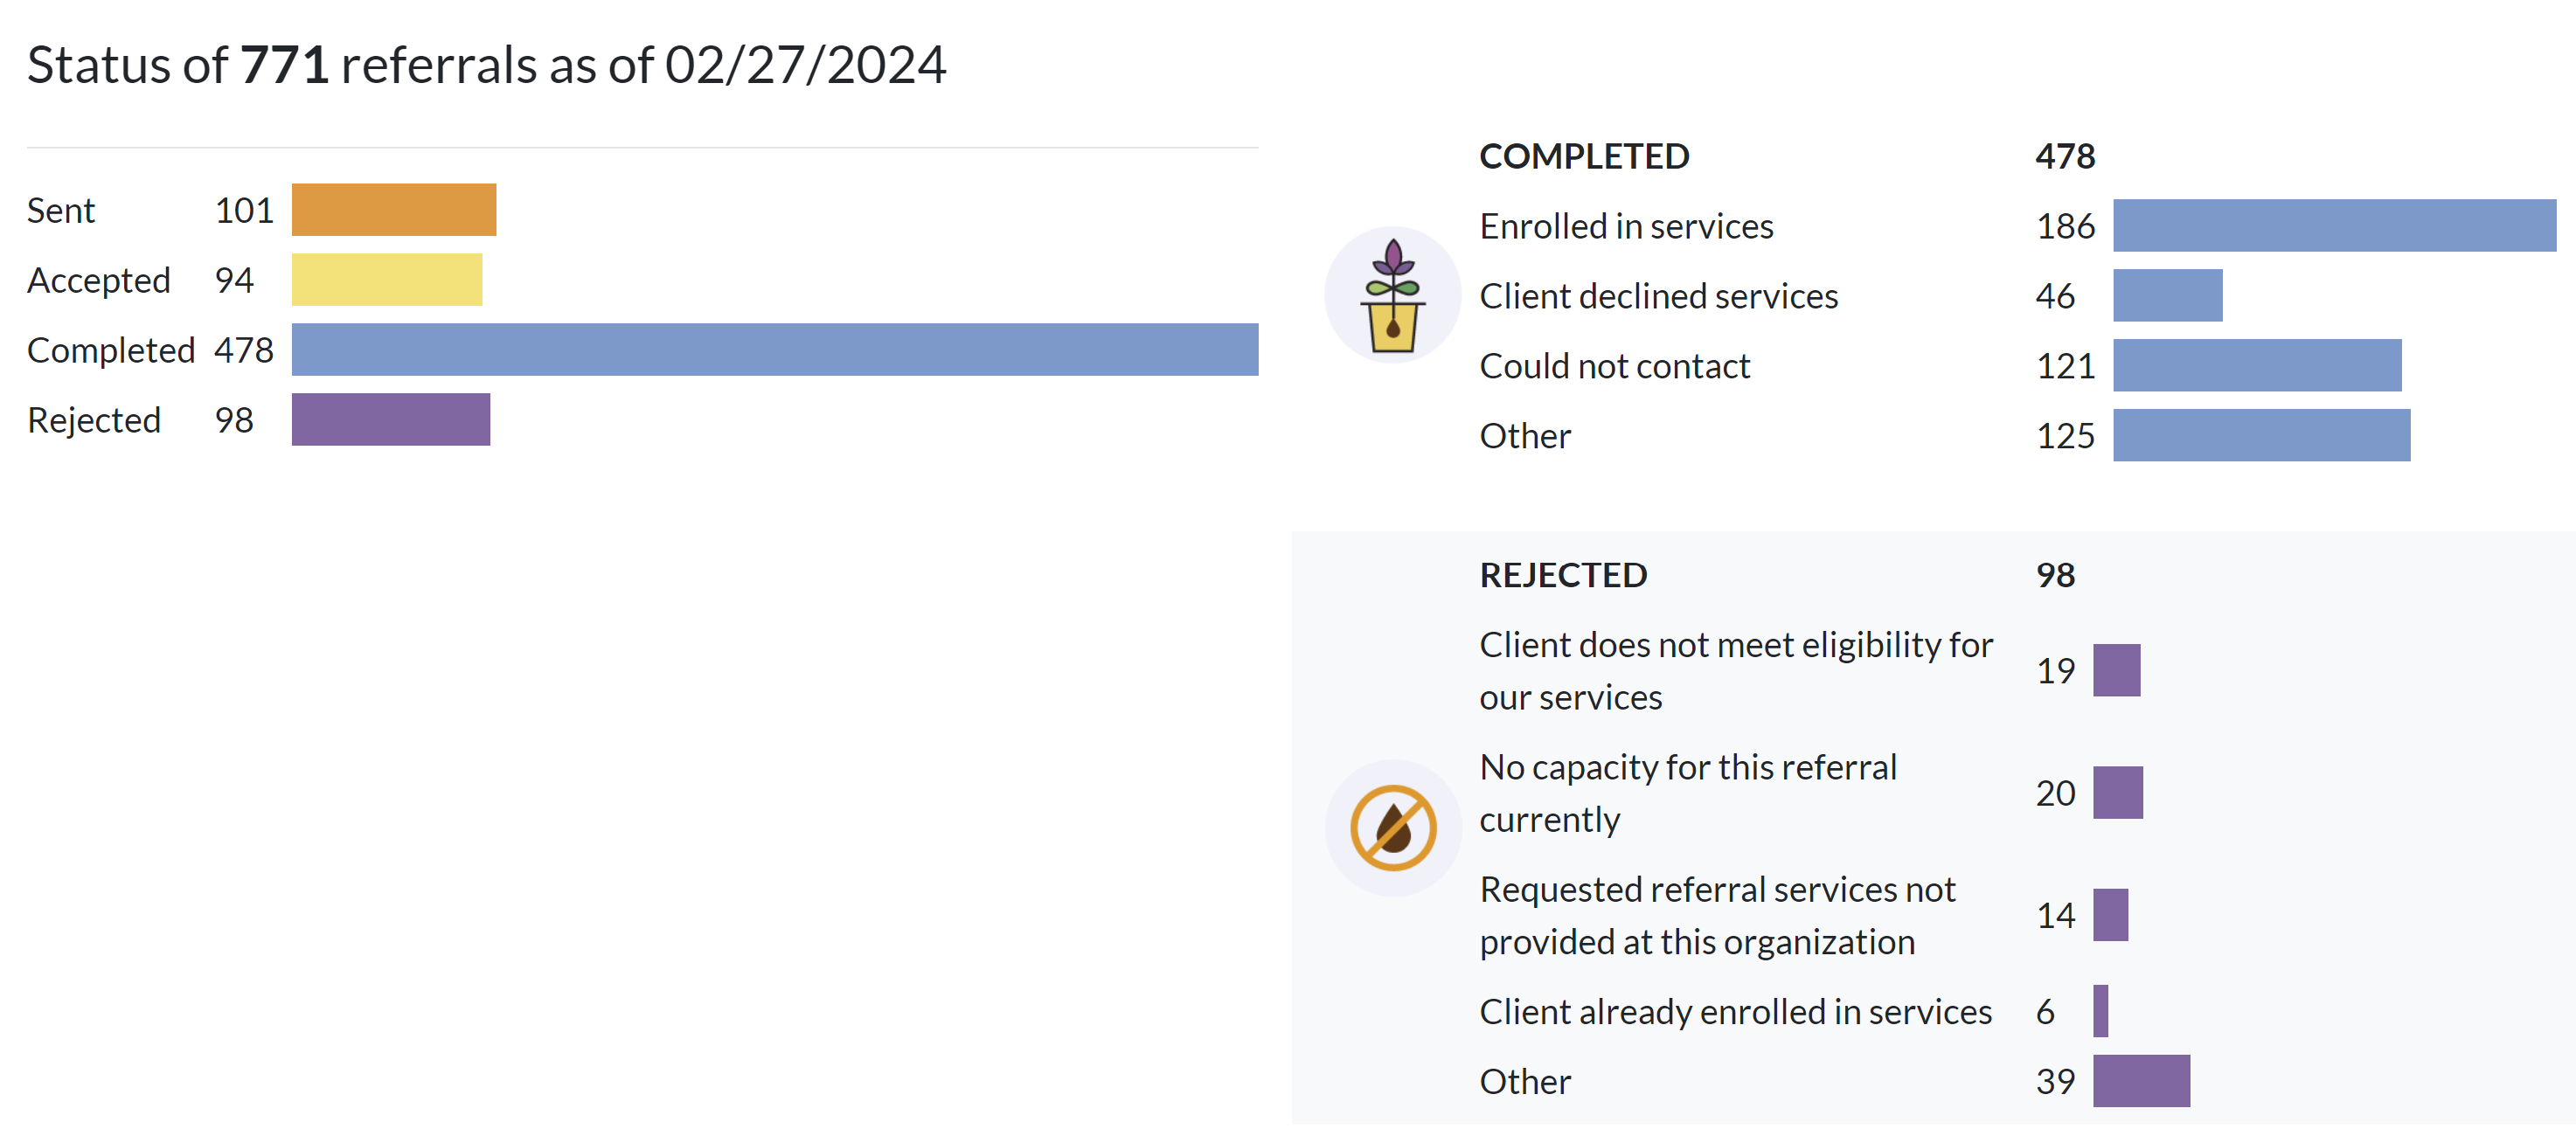 Status of 771 referrals as of 02/27/2024
Sent 101
Accepted 94
Completed 478
Rejected 98
COMPLETED 478
Enrolled in services 186
Client declined services 46
Could not contact 121
Other 125
REJECTED 98
Client does not meet eligibility for
our services 19
No capacity for this referral
currently 20
Requested referral services not
provided at this organization 14
Client already enrolled in services 6
Other 39